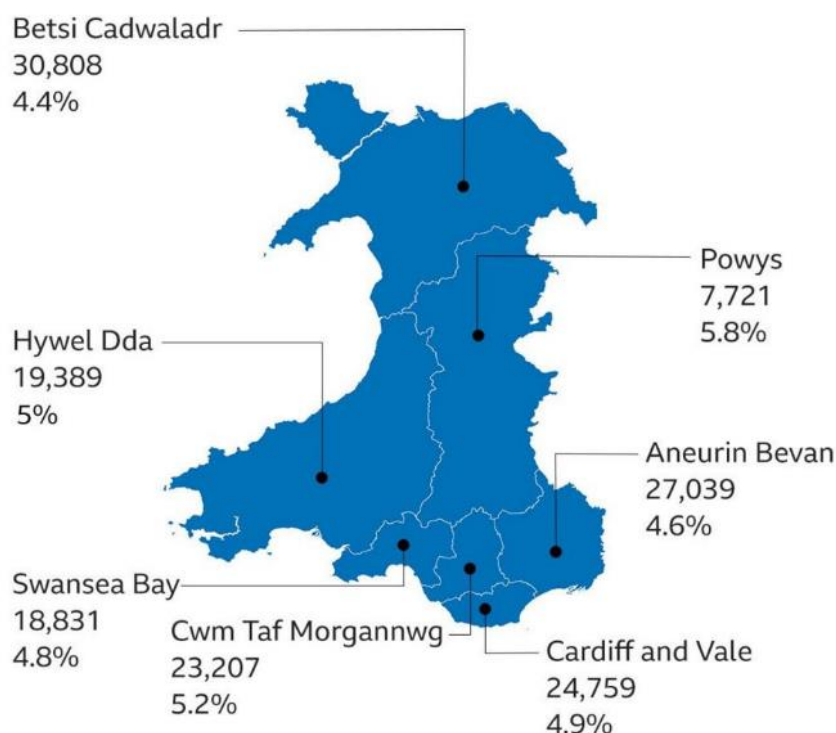 Betsi Cadwaladr
30,808
4.4%
Powys
7,721
5.8%
Hywel Dda
19,389
5%
Aneurin Bevan
27,039
4.6%
Swansea Bay
18,831
4.8%
Cwm Taf Morgannwg
23,207
5.2%
Cardiff and Vale
24,759
4.9%